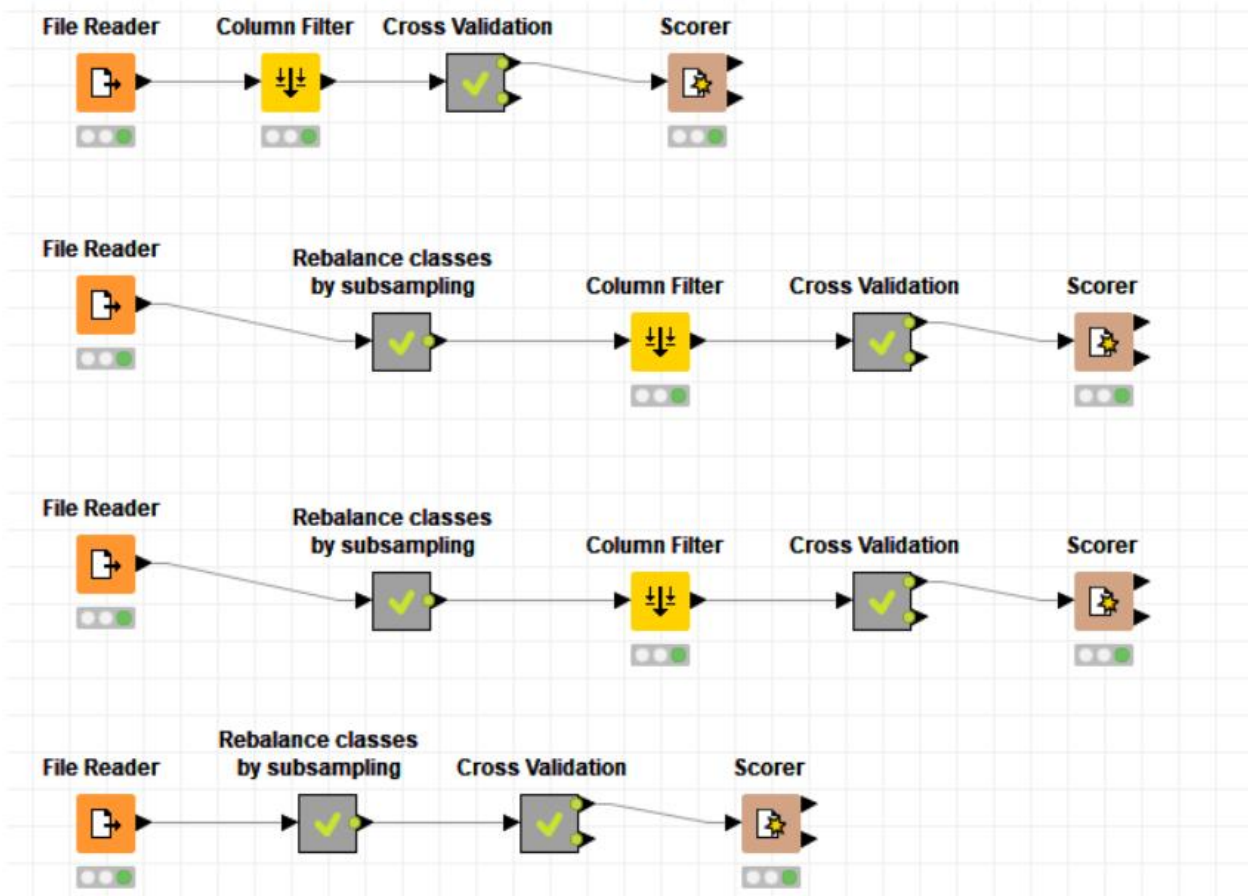 File Reader
Column Filter
Cross Validation
Scorer
File Reader
Rebalance classes
by subsampling
Column Filter
Cross Validation
Scorer
File Reader
Rebalance classes
by subsampling
Column Filter
Cross Validation
Scorer
File Reader
Rebalance classes
by subsampling
Cross Validation
Scorer